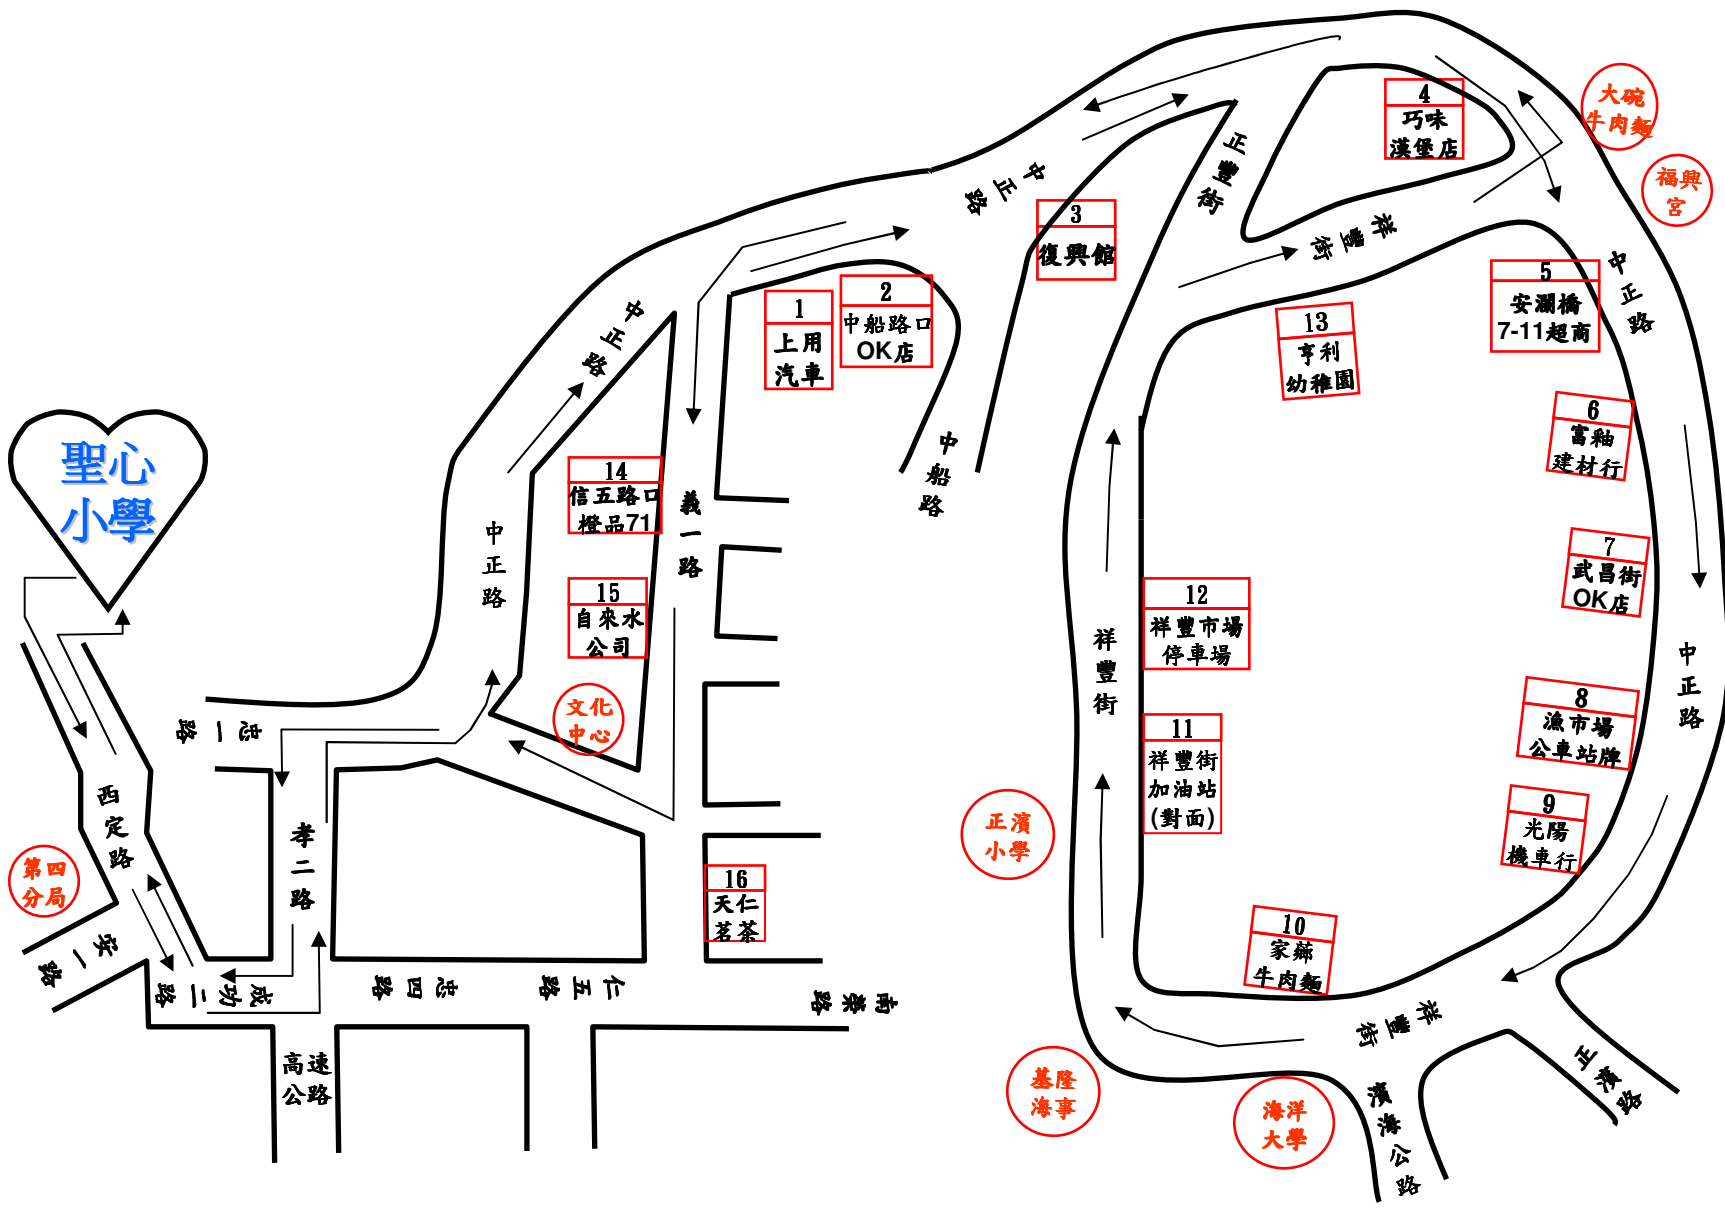 聖心
小學
第四
分局
安一路
西定路
成功二路
忠一路
孝二路
高速
公路
忠四路
仁五路
南榮路
中正路
中正路
義一路
14
信五路口
橙品71
15
自來水
公司
文化
中心
16
天仁
茗茶
1
上用
汽車
2
中船路口
OK店
中船路
中正路
3
復興館
正豐街
4
巧味
漢堡店
祥豐街
大碗
牛肉麵
福興
宮
中正路
5
安瀾橋
7-11超商
6
富釉
建材行
7
武昌街
OK店
中正路
8
漁市場
公車站牌
9
光陽
機車行
10
家鄉
牛肉麵
祥豐街
正濱路
濱海公路
海洋
大學
基隆
海事
正濱
小學
祥豐街
11
祥豐街
加油站
(對面)
12
祥豐市場
停車場
13
亨利
幼稚園